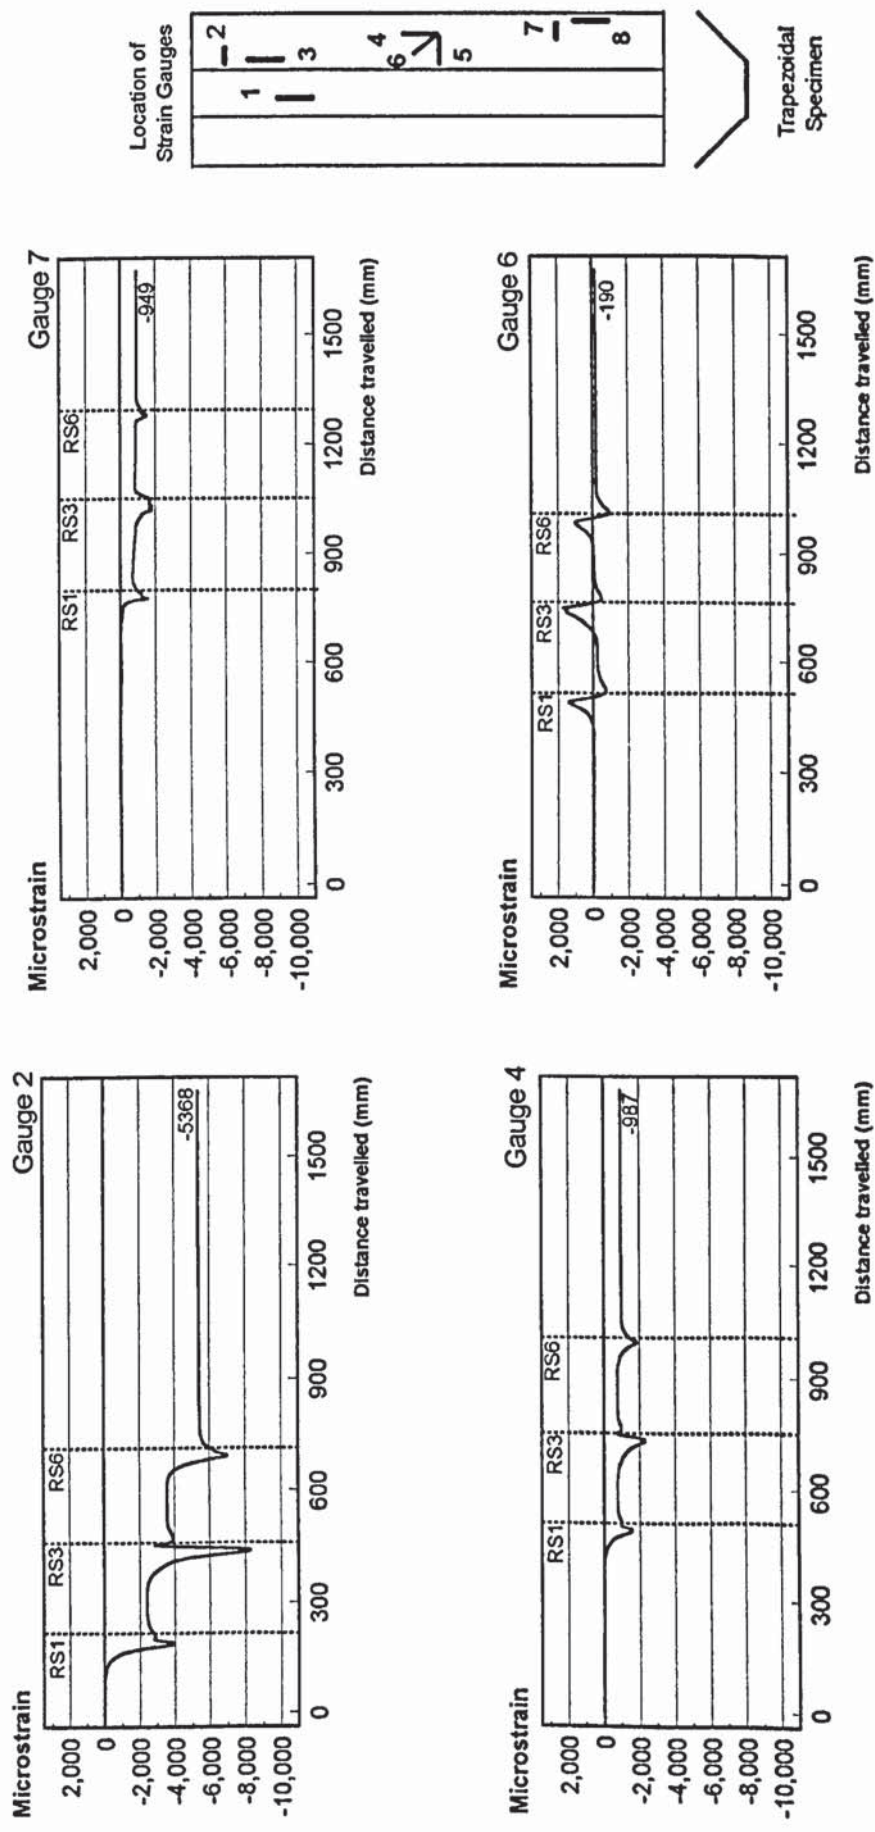 Gauge 2
Microstrain
2,000
0
-2,000
-4,000
-6,000
-8,000
-10,000
RS1
RS3
RS6
-5368
0
300
600
900
1200
1500
Distance travelled (mm)
Gauge 7
Microstrain
2,000
0
-2,000
-4,000
-6,000
-8,000
-10,000
RS1
RS3
RS6
-949
0
300
600
900
1200
1500
Distance travelled (mm)
Location of
Strain Gauges
1
2
3
4
6
5
7
8
Trapezoidal
Specimen
Gauge 4
Microstrain
2,000
0
-2,000
-4,000
-6,000
-8,000
-10,000
RS1
RS3
RS6
-987
0
300
600
900
1200
1500
Distance travelled (mm)
Gauge 6
Microstrain
2,000
0
-2,000
-4,000
-6,000
-8,000
-10,000
RS1
RS3
RS6
-190
0
300
600
900
1200
1500
Distance travelled (mm)